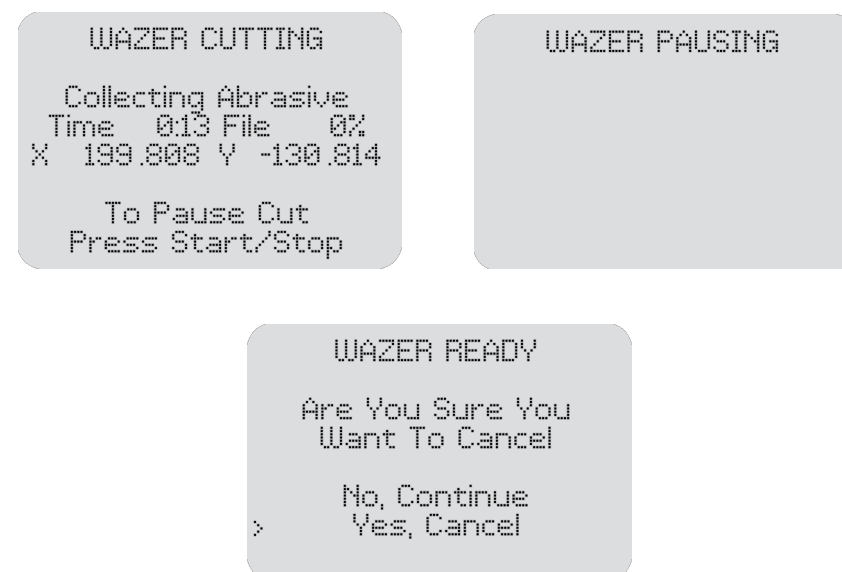 WAZER CUTTING
Collecting Abrasive
Time 0:13 File 0%
X 199.808 Y -130.814
To Pause Cut
Press Start/Stop
WAZER PAUSING
WAZER READY
Are You Sure You
Want To Cancel
No, Continue
> Yes, Cancel